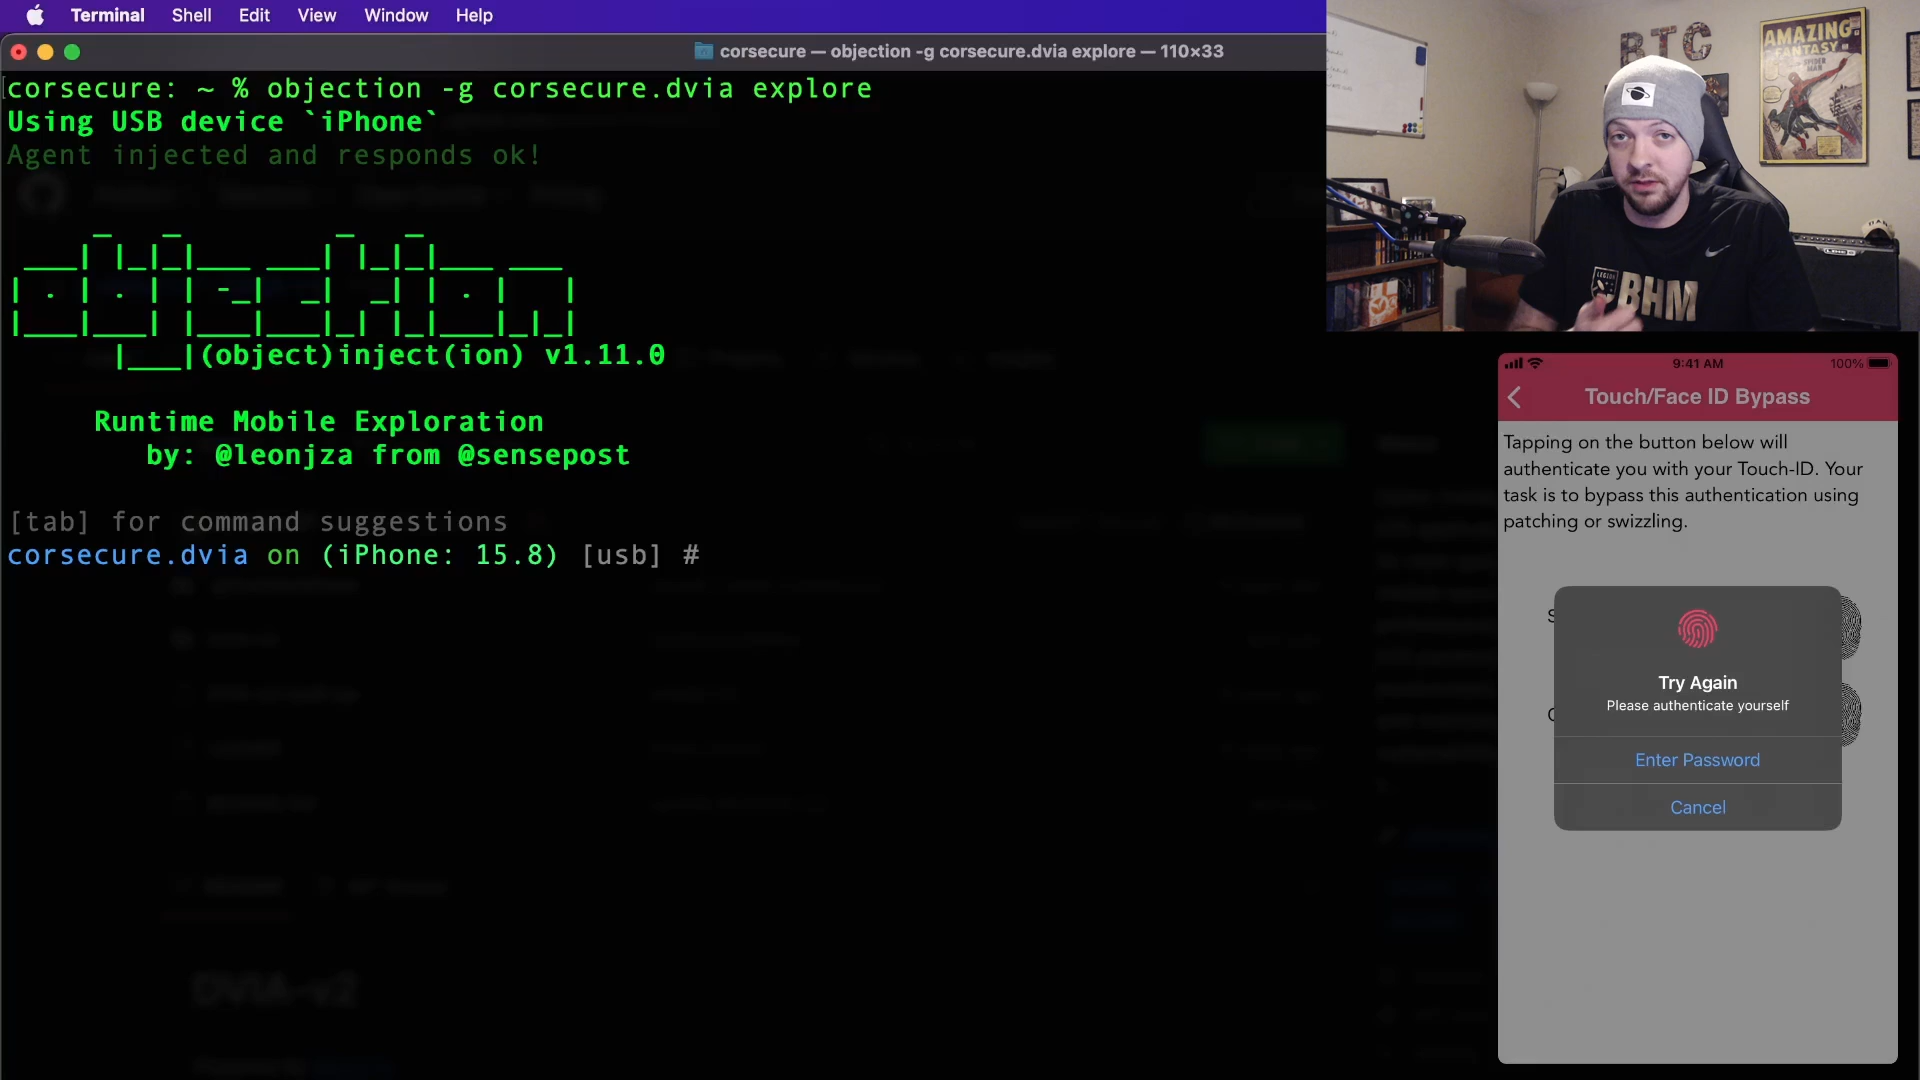 Terminal Shell Edit View Window Help
corsecure — objection -g corsecure.dvia explore — 110×33
corsecure: ~ % objection -g corsecure.dvia explore
Using USB device `iPhone`
Agent injected and responds ok!
|___|(object)inject(ion) v1.11.0
Runtime Mobile Exploration
by: @leonjza from @sensepost
[tab] for command suggestions
corsecure.dvia on (iPhone: 15.8) [usb] #
DVIA-v2
BTC
AMAZING
FANTASY
BHM
9:41 AM
100%
Touch/Face ID Bypass
Tapping on the button below will
authenticate you with your Touch-ID. Your
task is to bypass this authentication using
patching or swizzling.
Try Again
Please authenticate yourself
Enter Password
Cancel